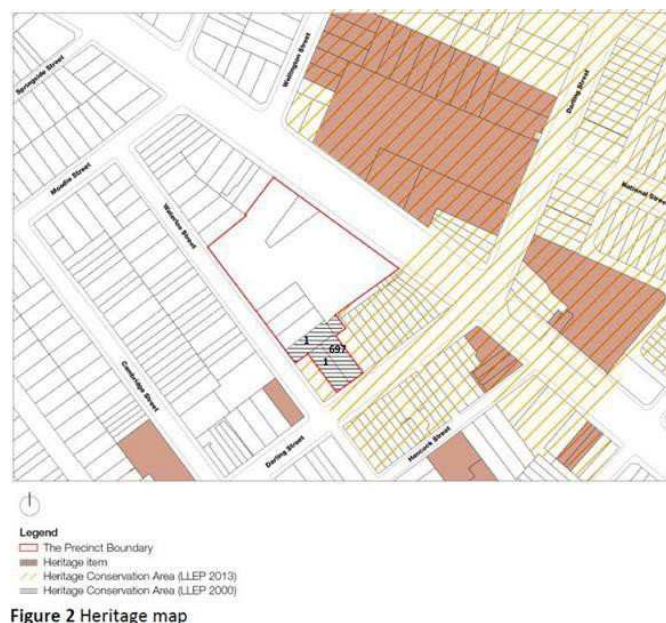 Springside Street
Wellington Street
Darling Street
Moodie Street
National Street
Waterloo Street
1
697
1
Cambridge Street
Darling Street
Hancock Street
Legend
The Precinct Boundary
Heritage item
Heritage Conservation Area (LLEP 2013)
Heritage Conservation Area (LLEP 2000)
Figure 2 Heritage map